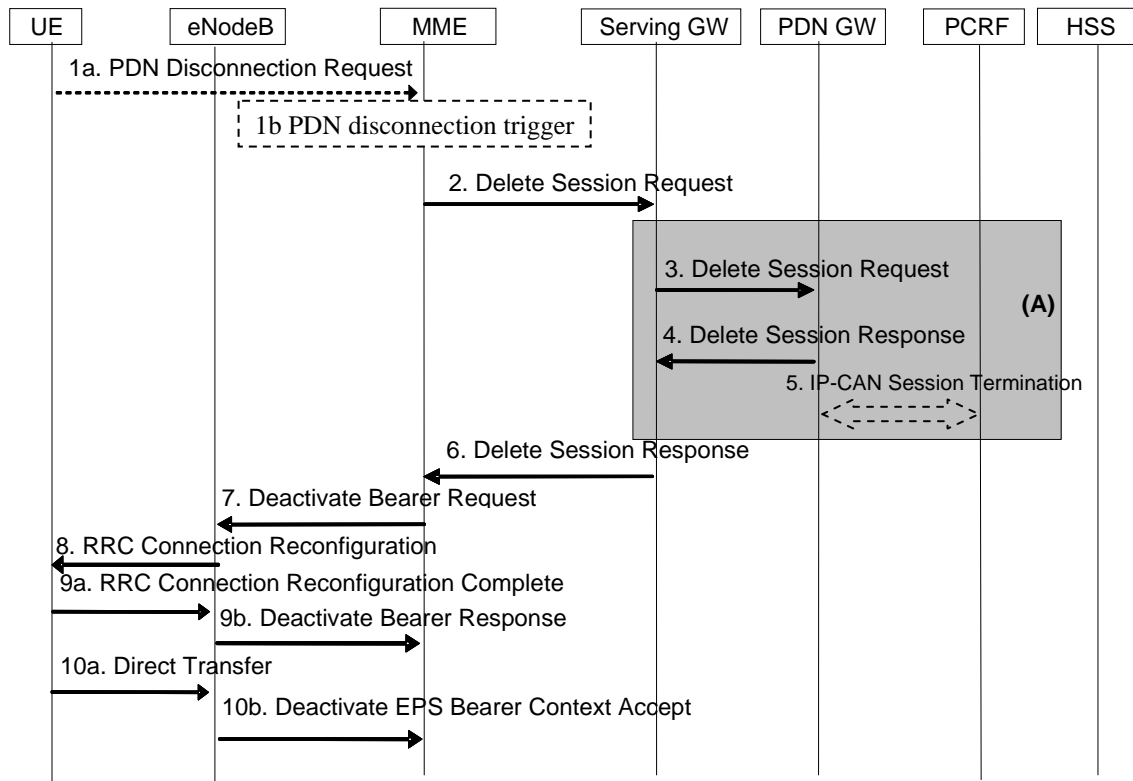 UE
eNodeB
MME
Serving GW
PDN GW
PCRF
HSS
1a. PDN Disconnection Request
1b PDN disconnection trigger
2. Delete Session Request
3. Delete Session Request
(A)
4. Delete Session Response
5. IP-CAN Session Termination
6. Delete Session Response
7. Deactivate Bearer Request
8. RRC Connection Reconfiguration
9a. RRC Connection Reconfiguration Complete
9b. Deactivate Bearer Response
10a. Direct Transfer
10b. Deactivate EPS Bearer Context Accept